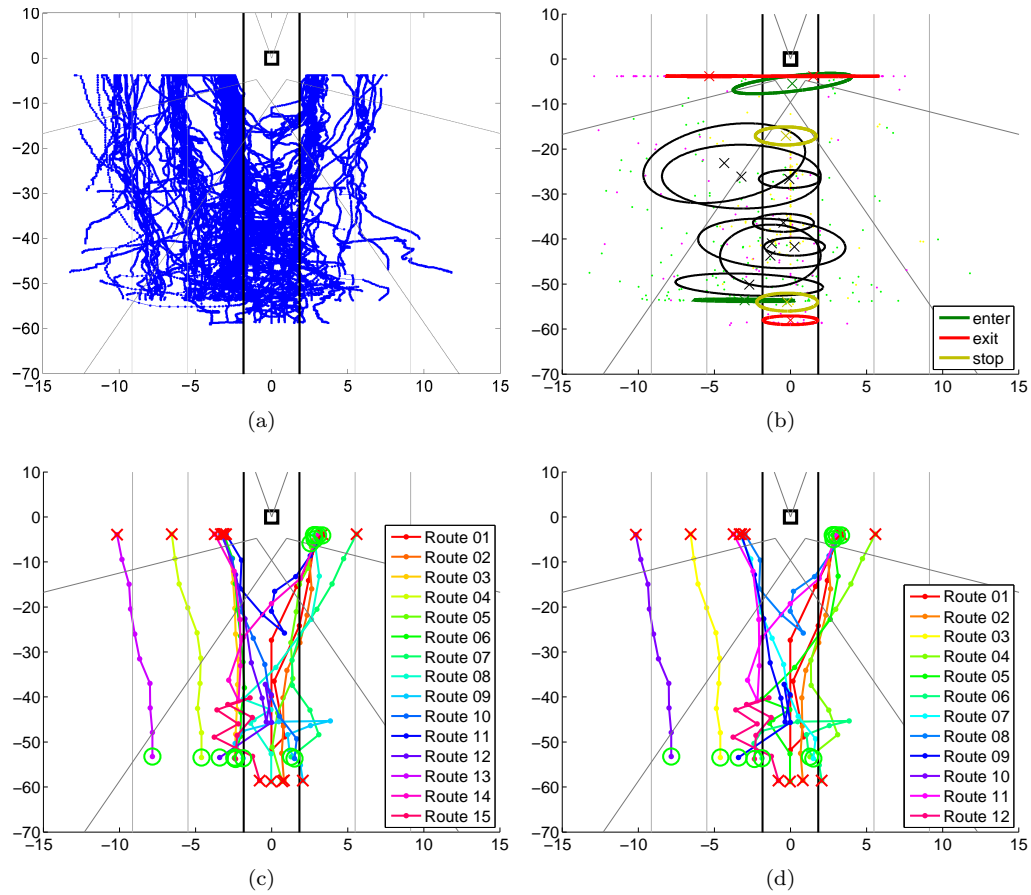 10
0
−10
−20
−30
−40
−50
−60
−70
−15 −10 −5 0 5 10 15
(a)
10
0
−10
−20
−30
−40
−50
−60
−70
−15 −10 −5 0 5 10 15
enter
exit
stop
(b)
10
0
−10
−20
−30
−40
−50
−60
−70
−15 −10 −5 0 5 10 15
Route 01
Route 02
Route 03
Route 04
Route 05
Route 06
Route 07
Route 08
Route 09
Route 10
Route 11
Route 12
Route 13
Route 14
Route 15
(c)
10
0
−10
−20
−30
−40
−50
−60
−70
−15 −10 −5 0 5 10 15
Route 01
Route 02
Route 03
Route 04
Route 05
Route 06
Route 07
Route 08
Route 09
Route 10
Route 11
Route 12
(d)